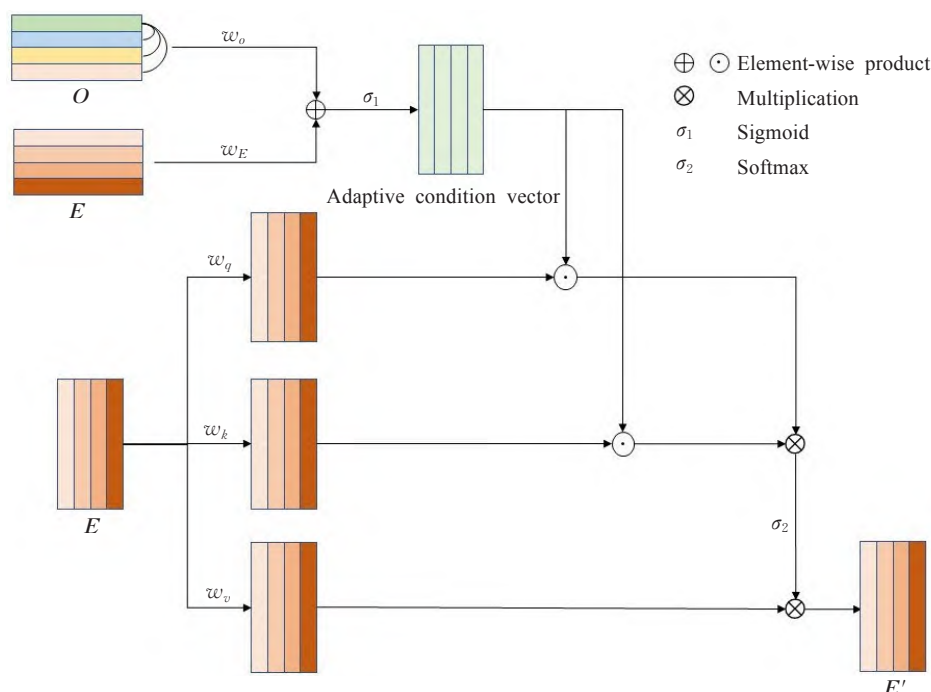 w_o
O
σ_1
w_E
E
Adaptive condition vector
⊕ ⊙ Element-wise product
⊗ Multiplication
σ_1 Sigmoid
σ_2 Softmax
w_q
w_k
E
σ_2
w_v
E'